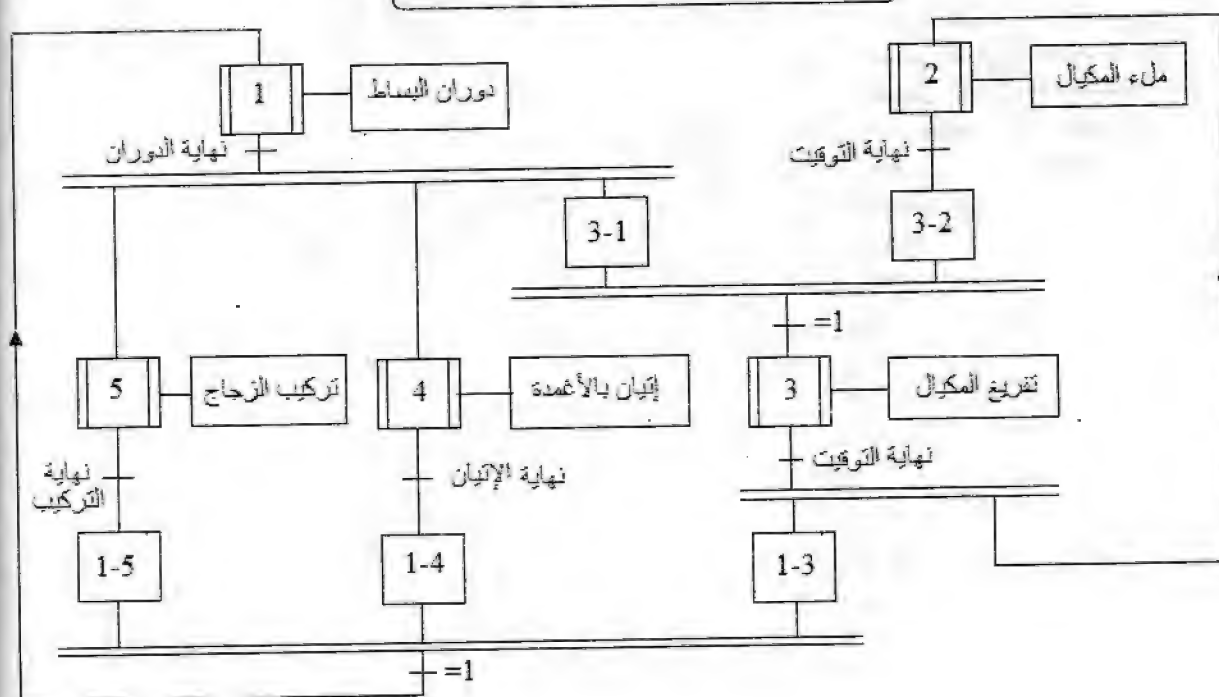 1
دوران البساط
2
ملء المكيال
نهاية الدوران
نهاية التوقيت
3-1
3-2
=1
5
تركيب الزجاج
4
إتيان بالأغمدة
3
تفريغ المكيال
نهاية
التركيب
نهاية الإتيان
نهاية التوقيت
1-5
1-4
1-3
=1